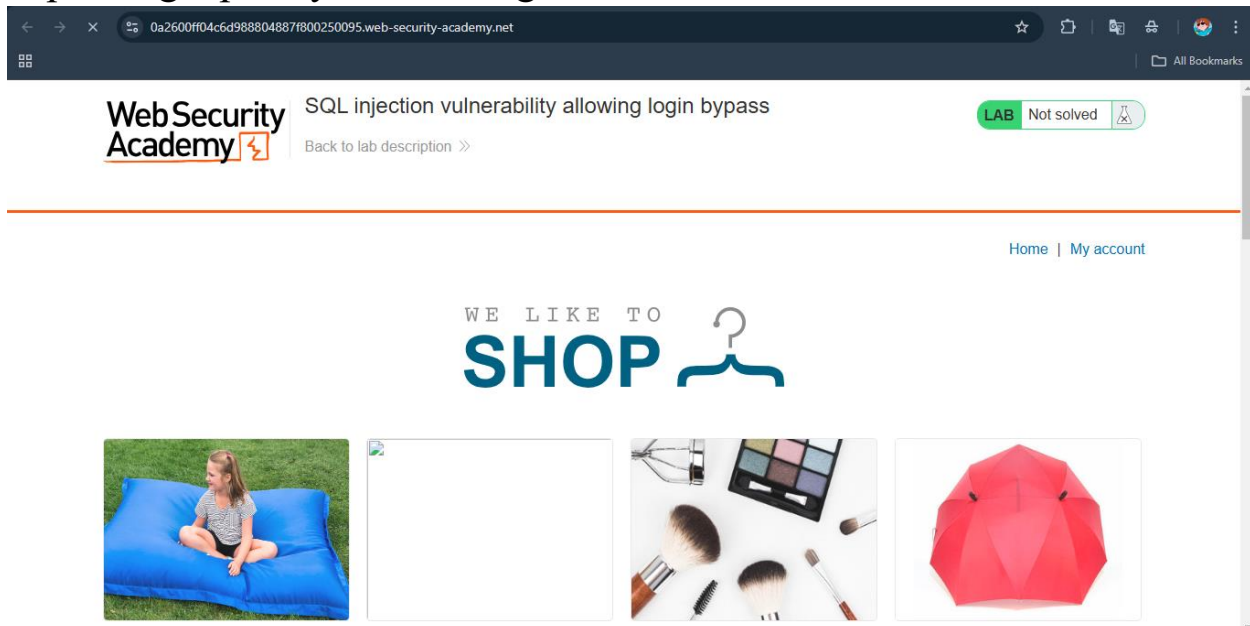 0a2600ff04c6d988804887f800250095.web-security-academy.net
All Bookmarks
Web Security
Academy
SQL injection vulnerability allowing login bypass
Back to lab description
LAB Not solved
Home | My account
WE LIKE TO
SHOP